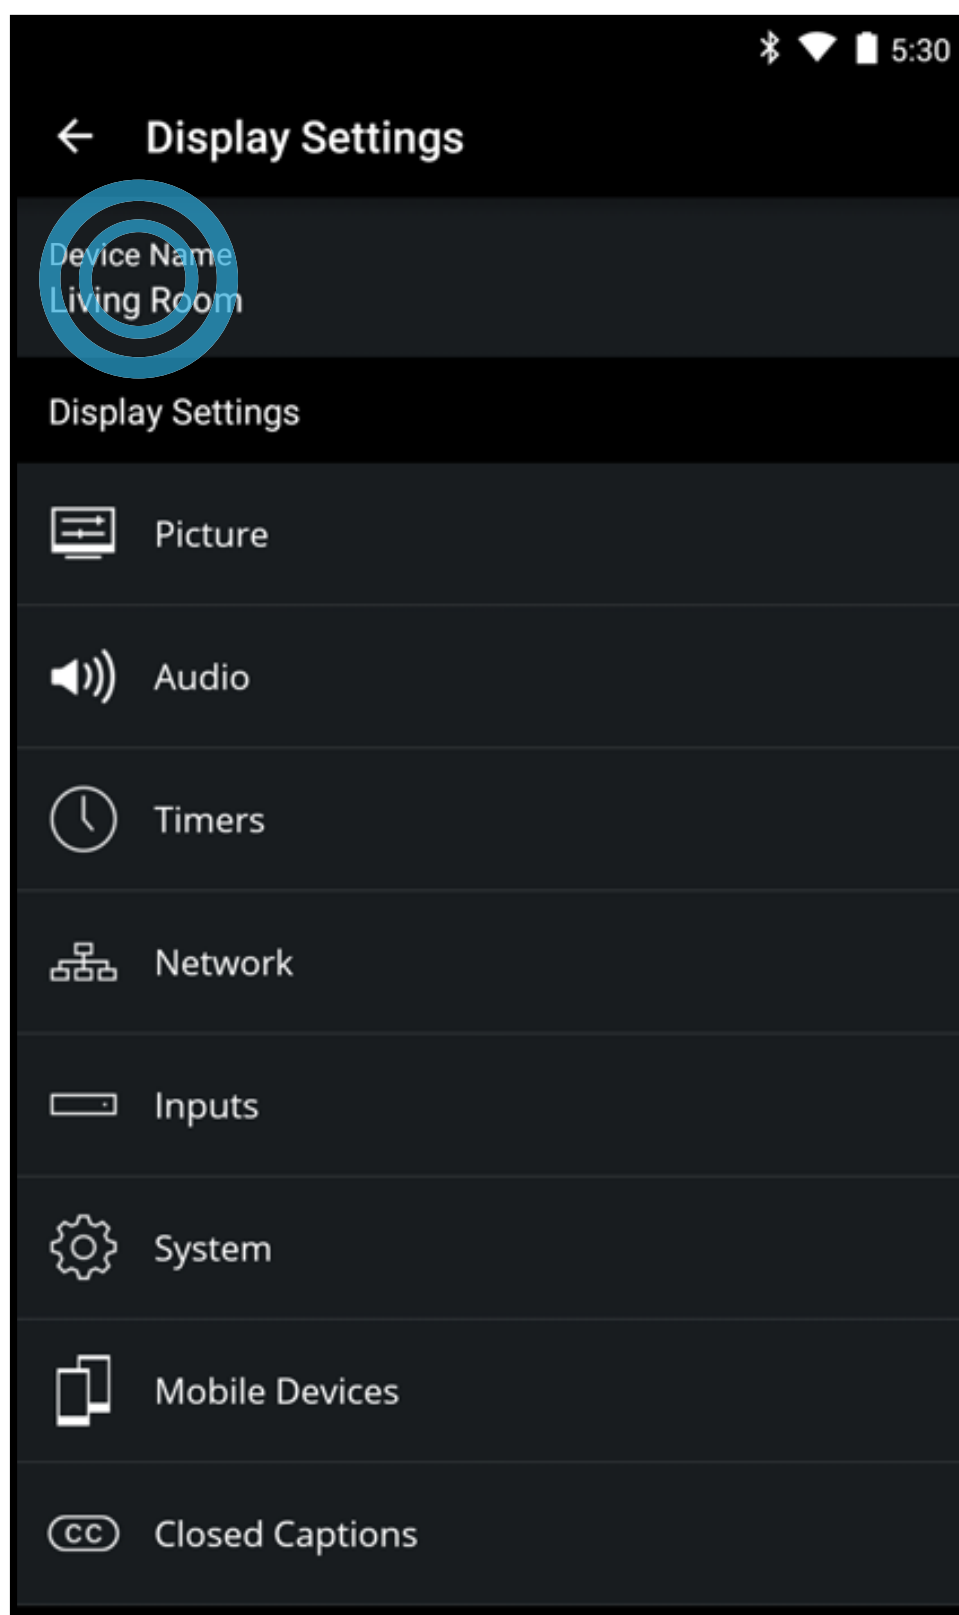 5:30
Display Settings
Device Name
Living Room
Display Settings
Picture
Audio
Timers
Network
Inputs
System
Mobile Devices
CC Closed Captions